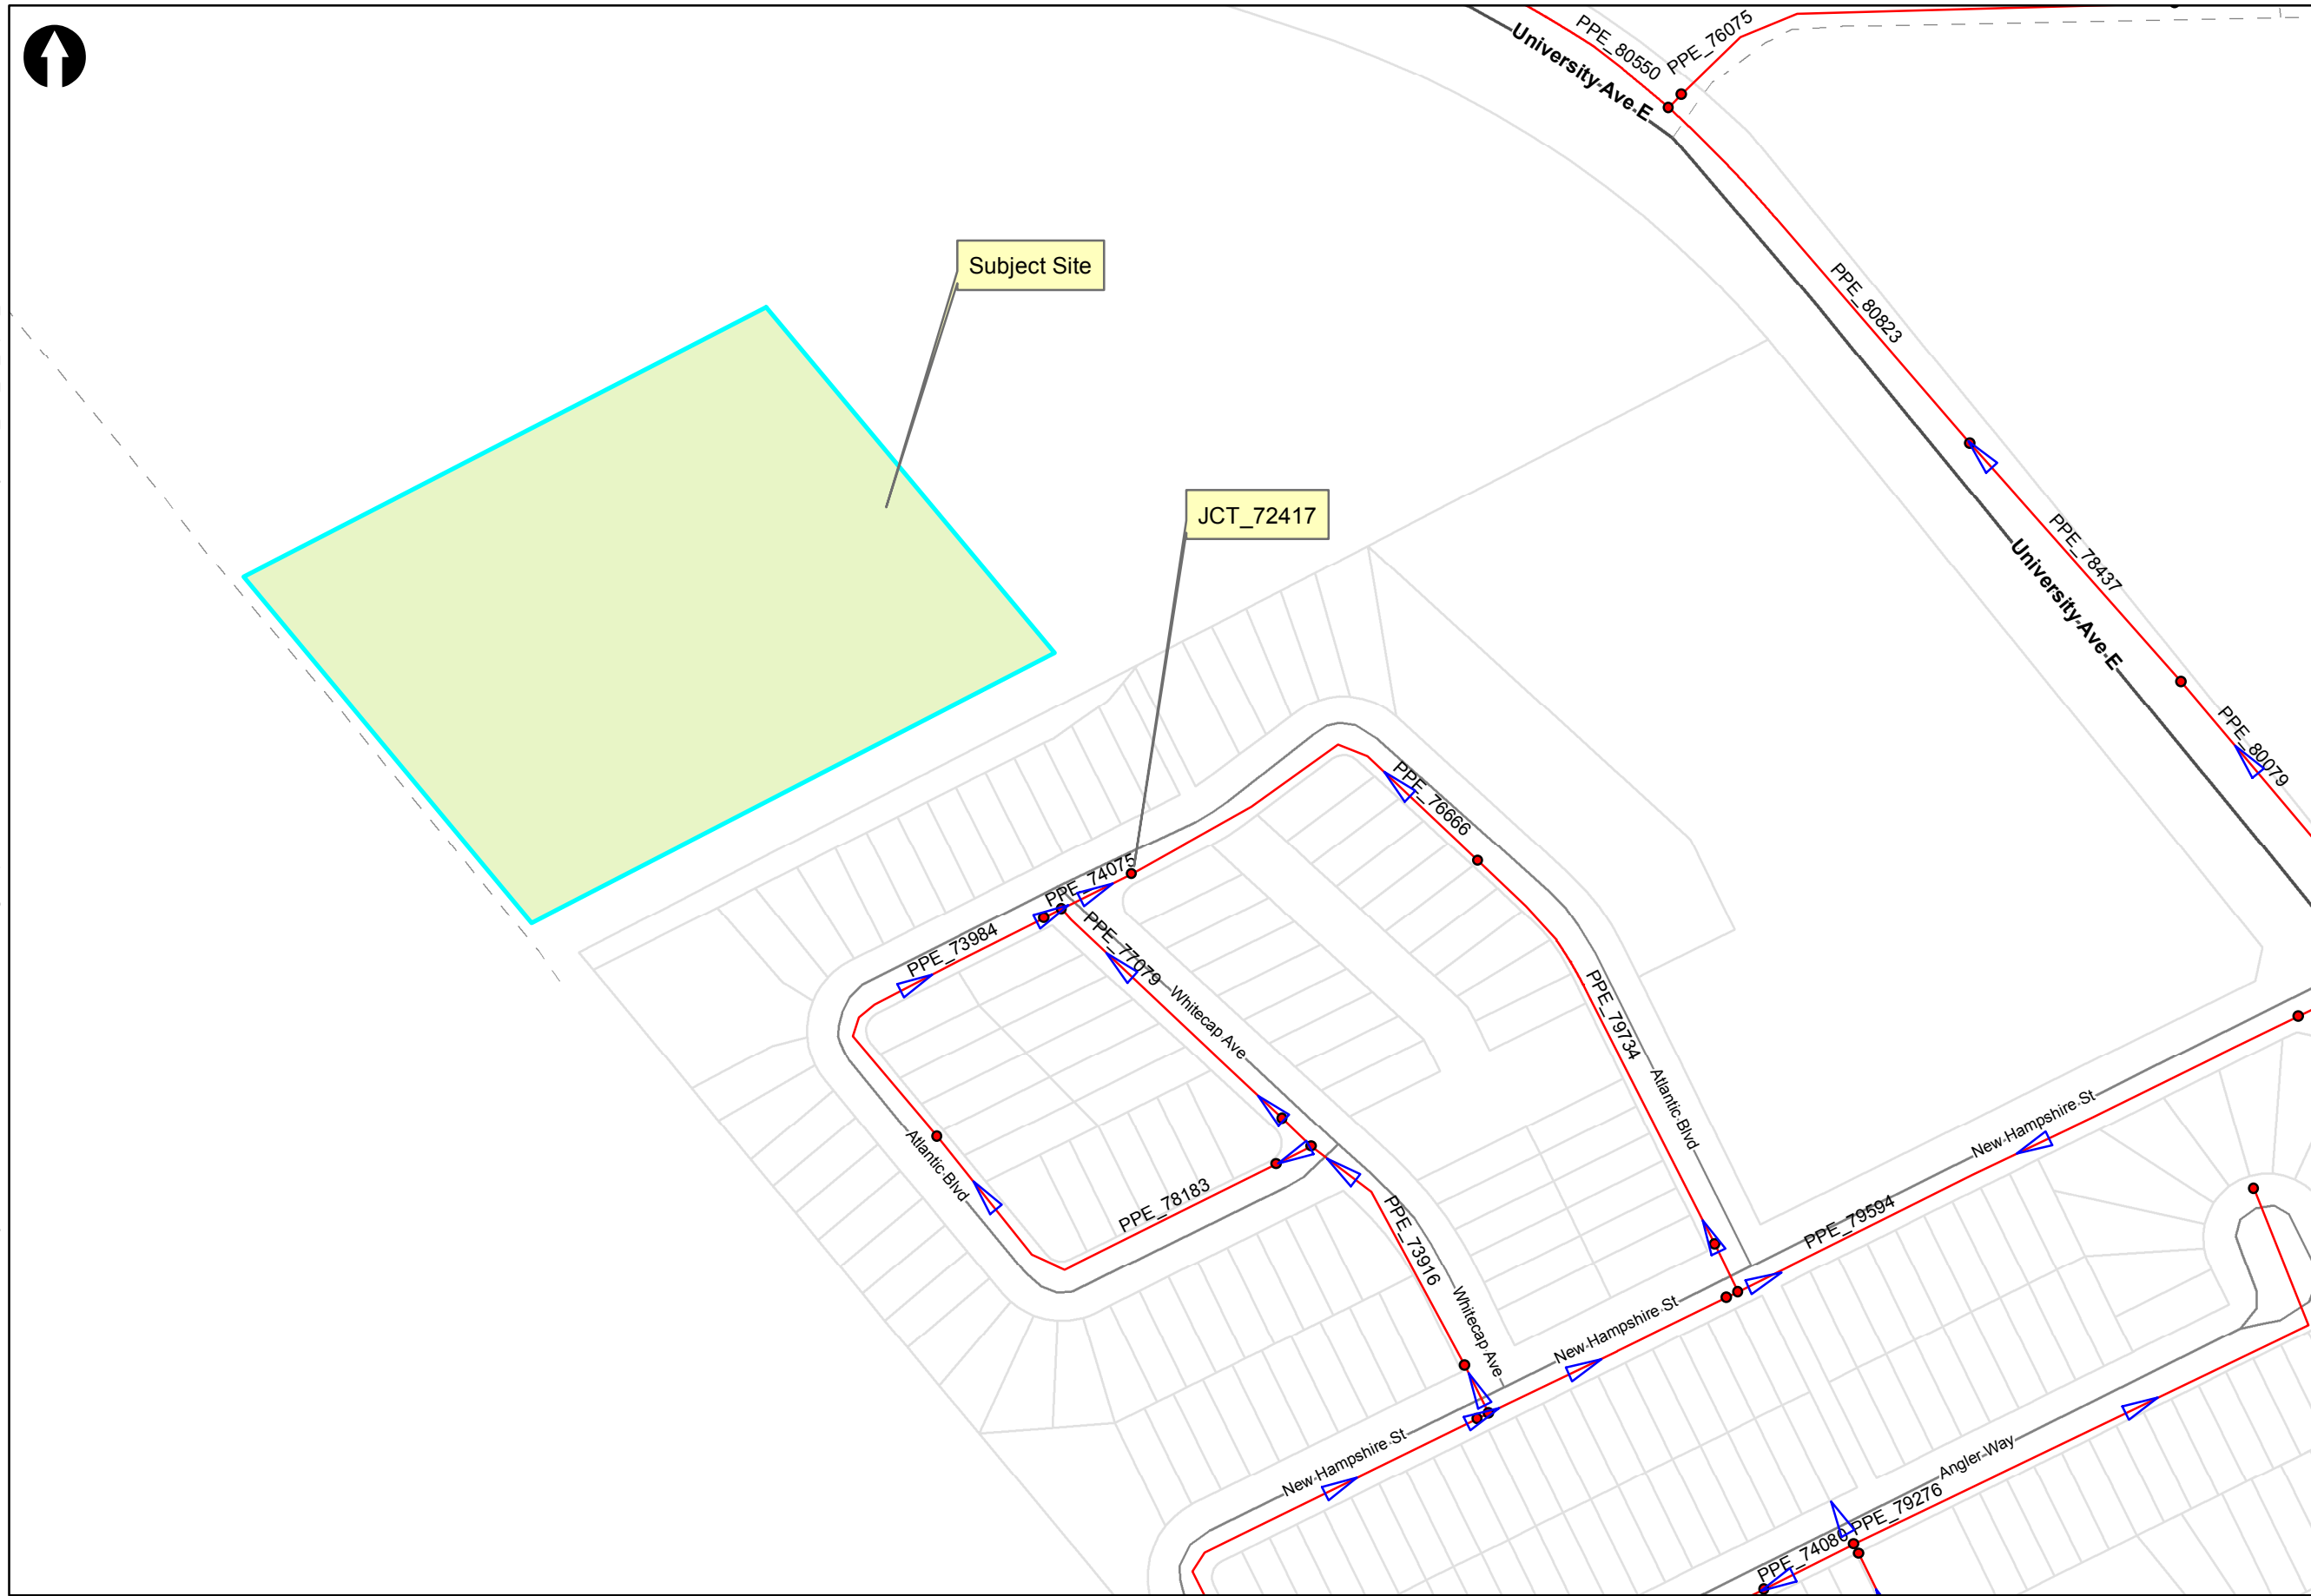 PPE_80550
PPE_76075
University Ave E
Subject Site
PPE_80823
JCT_72417
PPE_78437
University Ave E
PPE_80079
PPE_76666
PPE_74075
PPE_73984
PPE_77079
Whitecap Ave
PPE_79734
Atlantic Blvd
New Hampshire St
Atlantic Blvd
PPE_78183
PPE_73916
PPE_79594
Whitecap Ave
New Hampshire St
New Hampshire St
Angler Way
PPE_79276
PPE_74080